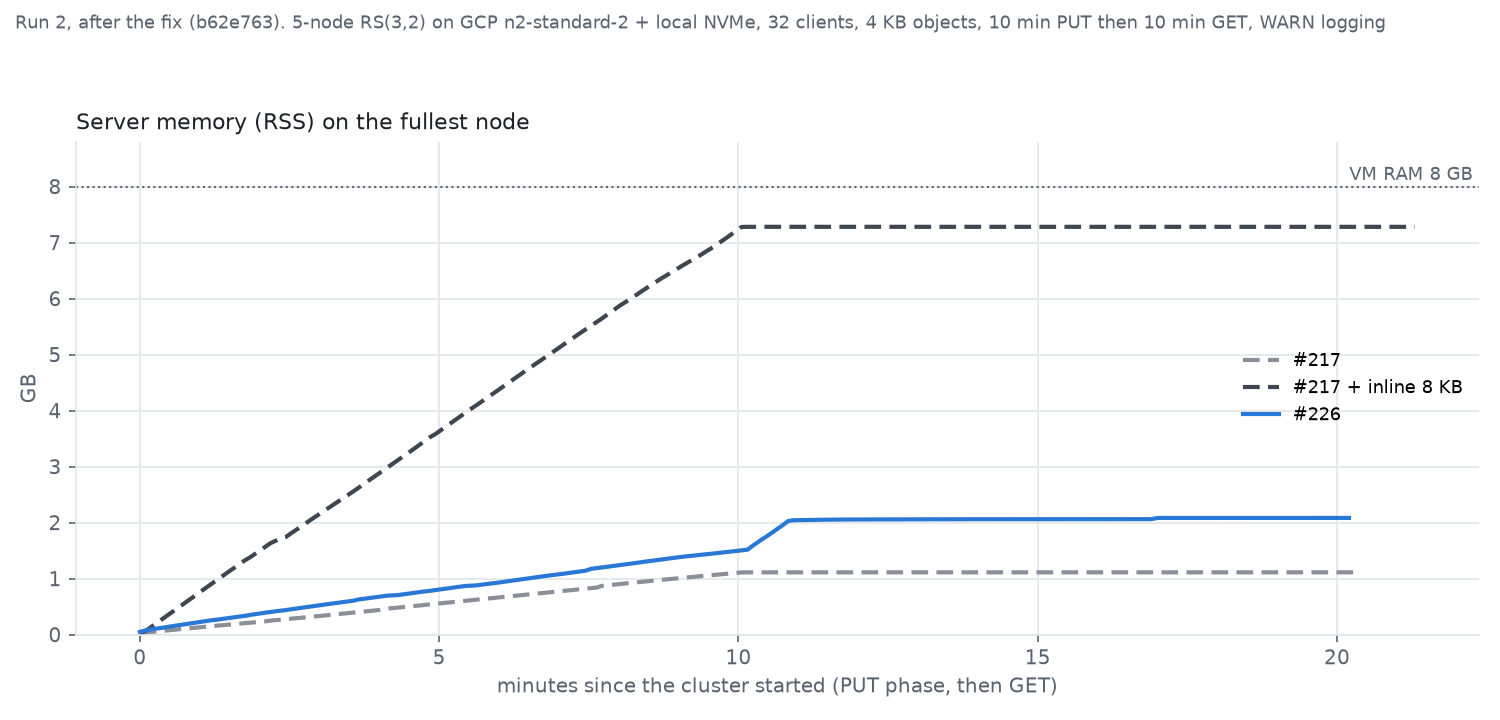 Run 2, after the fix (b62e763). 5-node RS(3,2) on GCP n2-standard-2 + local NVMe, 32 clients, 4 KB objects, 10 min PUT then 10 min GET, WARN logging
Server memory (RSS) on the fullest node
VM RAM 8 GB
8
7
6
5
4
3
2
1
0
GB
#217
#217 + inline 8 KB
#226
0 5 10 15 20
minutes since the cluster started (PUT phase, then GET)